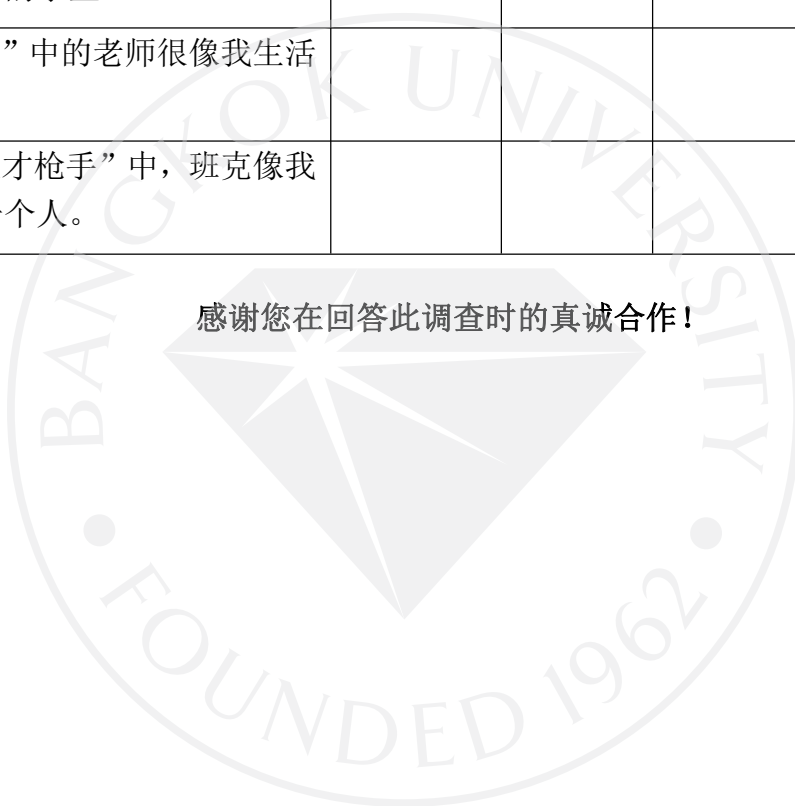 ”中的老师很像我生活
才枪手”中，班克像我
个人。
感谢您在回答此调查时的真诚合作！
BANGKOK UNIVERSITY
FOUNDED 1962